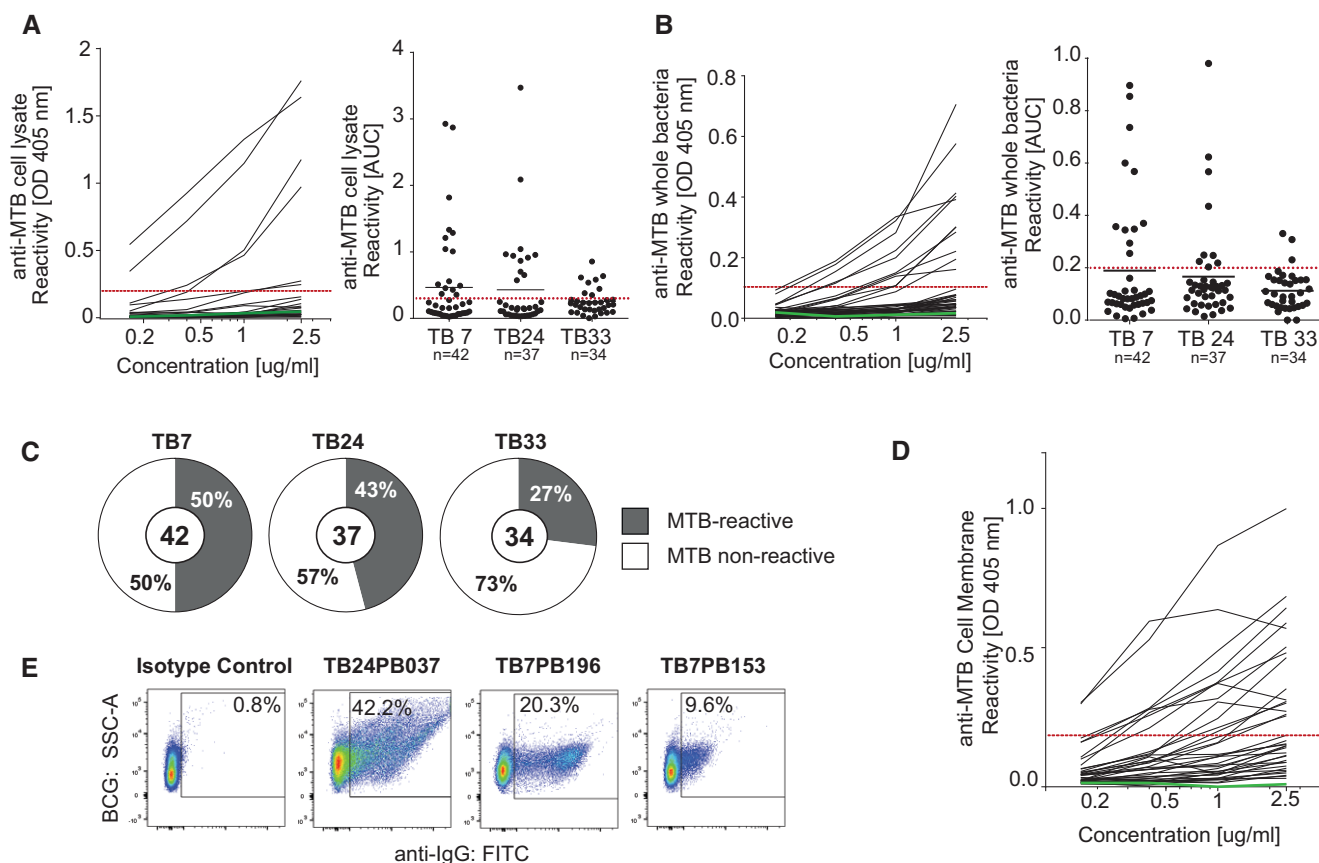 A
anti-MTB cell lysate
Reactivity [OD 405 nm]
2
1.5
1
0.5
0
0.2
0.5
1
2.5
Concentration [ug/ml]
anti-MTB cell lysate
Reactivity [AUC]
4
3
2
1
0
TB 7
n=42
TB24
n=37
TB33
n=34
B
anti-MTB whole bacteria
Reactivity [OD 405 nm]
0.8
0.6
0.4
0.2
0.0
0.2
0.5
1
2.5
Concentration [ug/ml]
anti-MTB whole bacteria
Reactivity [AUC]
1.0
0.8
0.6
0.4
0.2
0.0
TB 7
n=42
TB 24
n=37
TB 33
n=34
C
TB7
50%
42
50%
TB24
43%
37
57%
TB33
27%
34
73%
MTB-reactive
MTB non-reactive
D
anti-MTB Cell Membrane
Reactivity [OD 405 nm]
1.0
0.5
0.0
0.2
0.5
1
2.5
Concentration [ug/ml]
E
BCG: SSC-A
Isotype Control
0.8%
TB24PB037
42.2%
TB7PB196
20.3%
TB7PB153
9.6%
anti-IgG: FITC